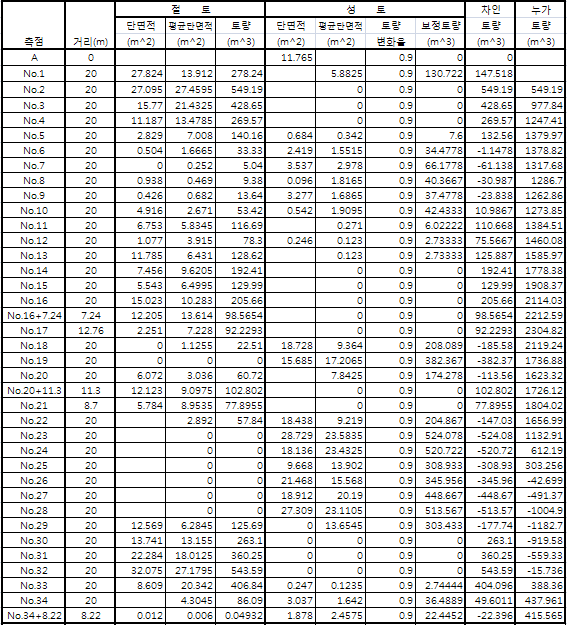 절 토 성 토 차인 누가
단면적 평균단면적 토량 단면적 평균단면적 토량 보정토량 토량 토량
측점 거리(m) (m^2) (m^2) (m^3) (m^2) (m^2) 변화율 (m^3) (m^3) (m^3)
A 0 11.765 0.9 0 0
No.1 20 27.824 13.912 278.24 5.8825 0.9 130.722 147.518
No.2 20 27.095 27.4595 549.19 0 0.9 0 549.19 549.19
No.3 20 15.77 21.4325 428.65 0 0.9 0 428.65 977.84
No.4 20 11.187 13.4785 269.57 0 0.9 0 269.57 1247.41
No.5 20 2.829 7.008 140.16 0.684 0.342 0.9 7.6 132.56 1379.97
No.6 20 0.504 1.6665 33.33 2.419 1.5515 0.9 34.4778 -1.1478 1378.82
No.7 20 0 0.252 5.04 3.537 2.978 0.9 66.1778 -61.138 1317.68
No.8 20 0.938 0.469 9.38 0.096 1.8165 0.9 40.3667 -30.987 1286.7
No.9 20 0.426 0.682 13.64 3.277 1.6865 0.9 37.4778 -23.838 1262.86
No.10 20 4.916 2.671 53.42 0.542 1.9095 0.9 42.4333 10.9867 1273.85
No.11 20 6.753 5.8345 116.69 0.271 0.9 6.02222 110.668 1384.51
No.12 20 1.077 3.915 78.3 0.246 0.123 0.9 2.73333 75.5667 1460.08
No.13 20 11.785 6.431 128.62 0.123 0.9 2.73333 125.887 1585.97
No.14 20 7.456 9.6205 192.41 0 0.9 0 192.41 1778.38
No.15 20 5.543 6.4995 129.99 0 0.9 0 129.99 1908.37
No.16 20 15.023 10.283 205.66 0 0.9 0 205.66 2114.03
No.16+7.24 7.24 12.205 13.614 98.5654 0 0.9 0 98.5654 2212.59
No.17 12.76 2.251 7.228 92.2293 0 0.9 0 92.2293 2304.82
No.18 20 0 1.1255 22.51 18.728 9.364 0.9 208.089 -185.58 2119.24
No.19 20 0 0 0 15.685 17.2065 0.9 382.367 -382.37 1736.88
No.20 20 6.072 3.036 60.72 7.8425 0.9 174.278 -113.56 1623.32
No.20+11.3 11.3 12.123 9.0975 102.802 0 0.9 0 102.802 1726.12
No.21 8.7 5.784 8.9535 77.8955 0 0.9 0 77.8955 1804.02
No.22 20 2.892 57.84 18.438 9.219 0.9 204.867 -147.03 1656.99
No.23 20 0 0 28.729 23.5835 0.9 524.078 -524.08 1132.91
No.24 20 0 0 18.136 23.4325 0.9 520.722 -520.72 612.19
No.25 20 0 0 9.668 13.902 0.9 308.933 -308.93 303.256
No.26 20 0 0 21.468 15.568 0.9 345.956 -345.96 -42.699
No.27 20 0 0 18.912 20.19 0.9 448.667 -448.67 -491.37
No.28 20 0 0 27.309 23.1105 0.9 513.567 -513.57 -1004.9
No.29 20 12.569 6.2845 125.69 0 13.6545 0.9 303.433 -177.74 -1182.7
No.30 20 13.741 13.155 263.1 0 0 0.9 0 263.1 -919.58
No.31 20 22.284 18.0125 360.25 0 0 0.9 0 360.25 -559.33
No.32 20 32.075 27.1795 543.59 0 0 0.9 0 543.59 -15.736
No.33 20 8.609 20.342 406.84 0.247 0.1235 0.9 2.74444 404.096 388.36
No.34 20 4.3045 86.09 3.037 1.642 0.9 36.4889 49.6011 437.961
No.34+8.22 8.22 0.012 0.006 0.04932 1.878 2.4575 0.9 22.4452 -22.396 415.565